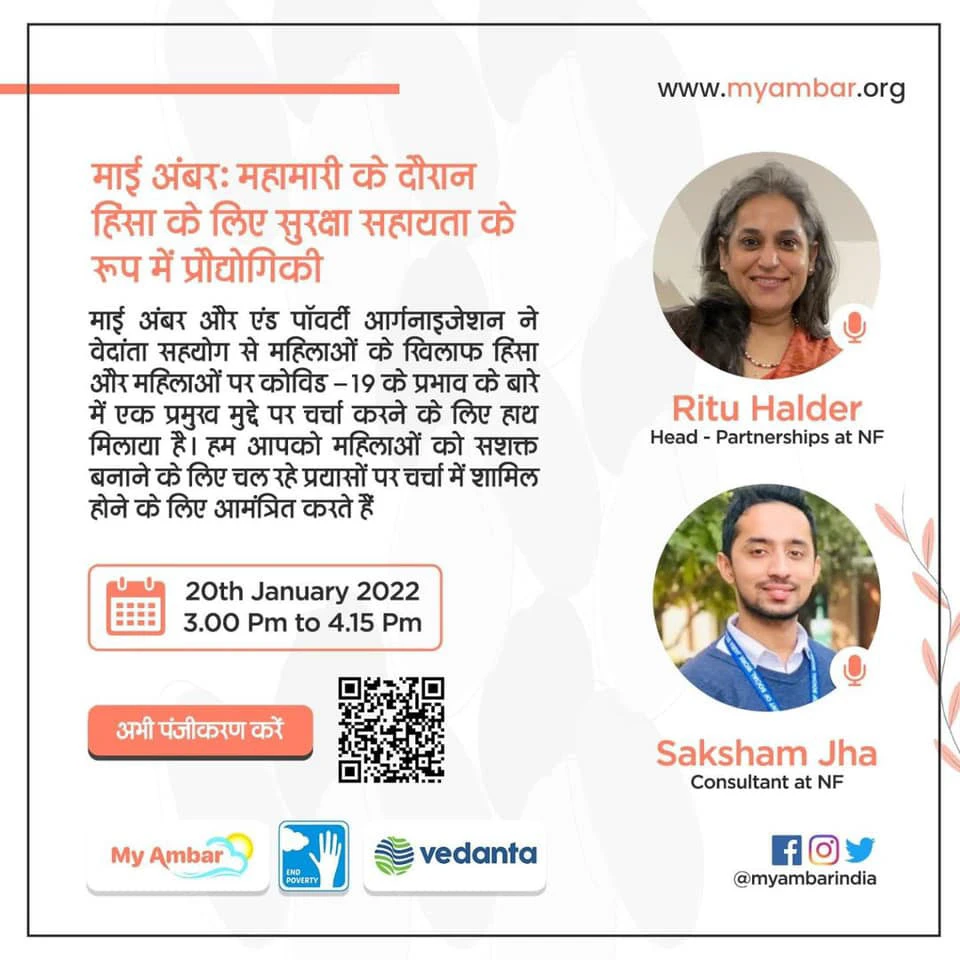 www.myambar.org
माई अंबर: महामारी के दौरान
हिंसा के लिए सुरक्षा सहायता के
रूप में प्रौद्योगिकी
माई अंबर और एंड पॉवर्टी आर्गनाइजेशन ने
वेदांता सहयोग से महिलाओं के खिलाफ हिंसा
और महिलाओं पर कोविड –19 के प्रभाव के बारे
में एक प्रमुख मुद्दे पर चर्चा करने के लिए हाथ
मिलाया है। हम आपको महिलाओं को सशक्त
बनाने के लिए चल रहे प्रयासों पर चर्चा में शामिल
होने के लिए आमंत्रित करते हैं
20th January 2022
3.00 Pm to 4.15 Pm
अभी पंजीकरण करें
Ritu Halder
Head - Partnerships at NF
Saksham Jha
Consultant at NF
My Ambar
END
POVERTY
vedanta
@myambarindia